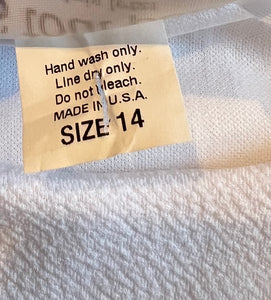 Hand wash only.
Line dry only.
Do not bleach.
MADE IN U.S.A.
SIZE 14